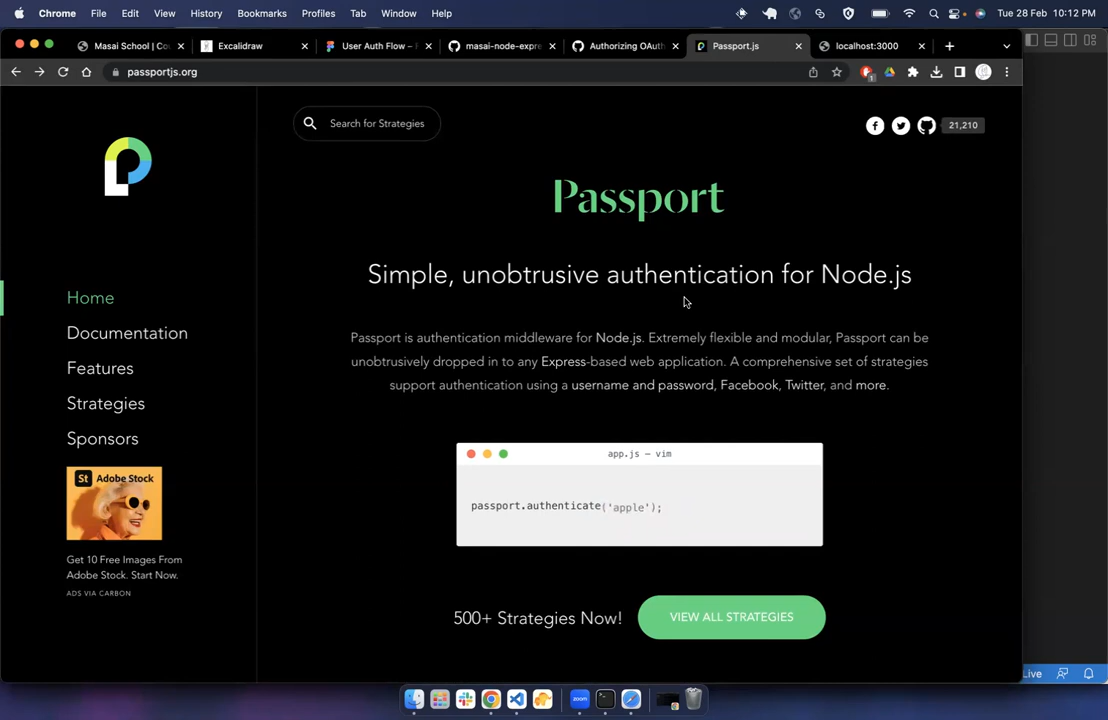 Chrome File Edit View History Bookmarks Profiles Tab Window Help Tue 28 Feb 10:12 PM
Masai School | Co Excalidraw User Auth Flow – masai-node-expre Authorizing OAuth Passport.js localhost:3000
passportjs.org
Search for Strategies
21,210
Passport
Simple, unobtrusive authentication for Node.js
Home
Documentation
Features
Strategies
Sponsors
Passport is authentication middleware for Node.js. Extremely flexible and modular, Passport can be
unobtrusively dropped in to any Express-based web application. A comprehensive set of strategies
support authentication using a username and password, Facebook, Twitter, and more.
app.js — vim
passport.authenticate('apple');
St Adobe Stock
Get 10 Free Images From
Adobe Stock. Start Now.
ADS VIA CARBON
500+ Strategies Now! VIEW ALL STRATEGIES
Live
zoom